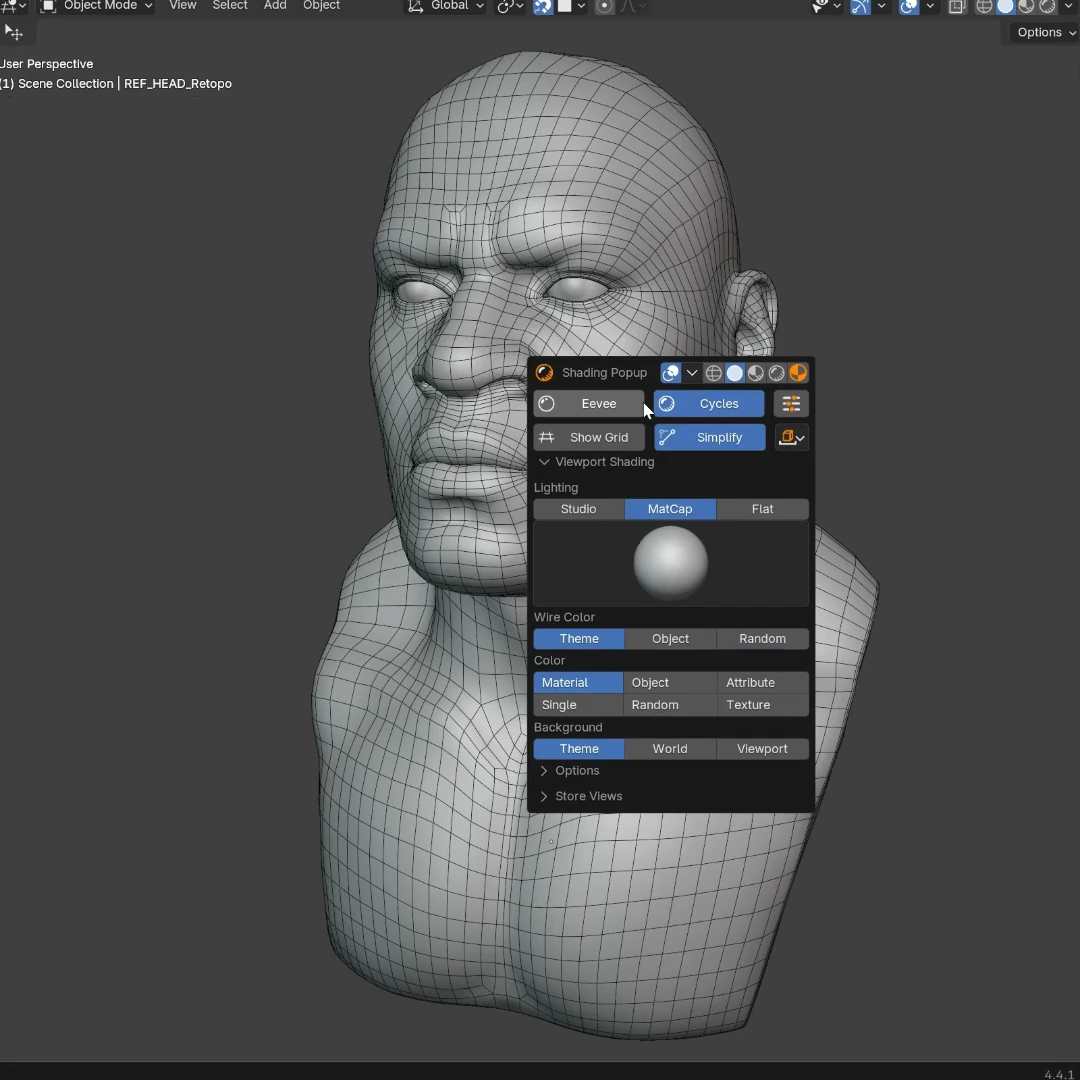 Object Mode View Select Add Object Global
Options
User Perspective
(1) Scene Collection | REF_HEAD_Retopo
Shading Popup
Eevee Cycles
Show Grid Simplify
Viewport Shading
Lighting
Studio MatCap Flat
Wire Color
Theme Object Random
Color
Material Object Attribute
Single Random Texture
Background
Theme World Viewport
Options
Store Views
4.4.1